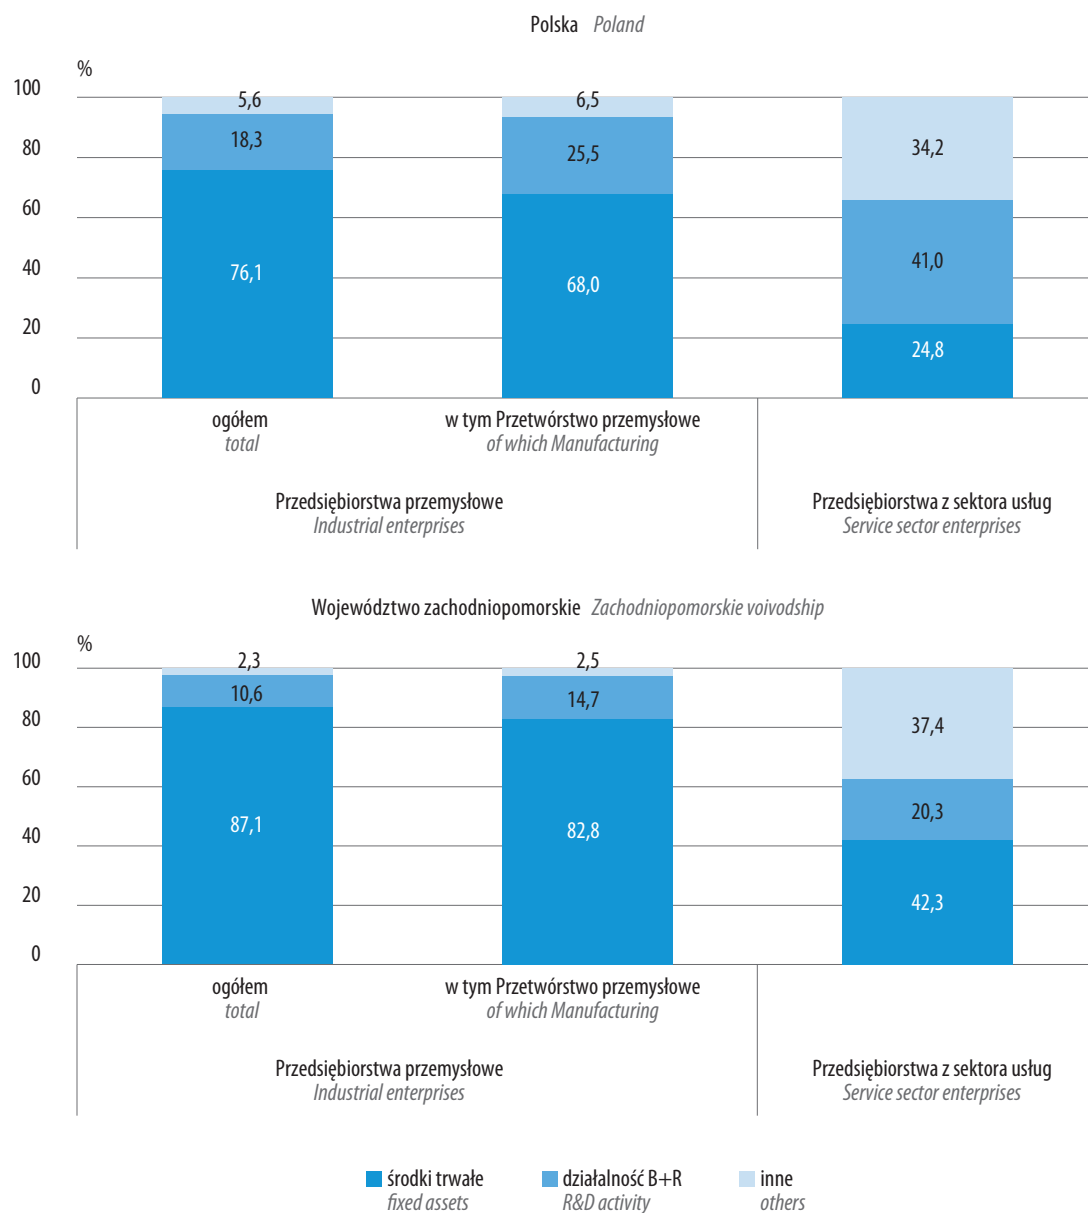 Polska Poland
%
100
80
60
40
20
0
5,6
18,3
76,1
6,5
25,5
68,0
34,2
41,0
24,8
ogółem
total
w tym Przetwórstwo przemysłowe
of which Manufacturing
Przedsiębiorstwa przemysłowe
Industrial enterprises
Przedsiębiorstwa z sektora usług
Service sector enterprises
Województwo zachodniopomorskie Zachodniopomorskie voivodship
%
100
80
60
40
20
0
2,3
10,6
87,1
2,5
14,7
82,8
37,4
20,3
42,3
ogółem
total
w tym Przetwórstwo przemysłowe
of which Manufacturing
Przedsiębiorstwa przemysłowe
Industrial enterprises
Przedsiębiorstwa z sektora usług
Service sector enterprises
środki trwałe
fixed assets
działalność B+R
R&D activity
inne
others